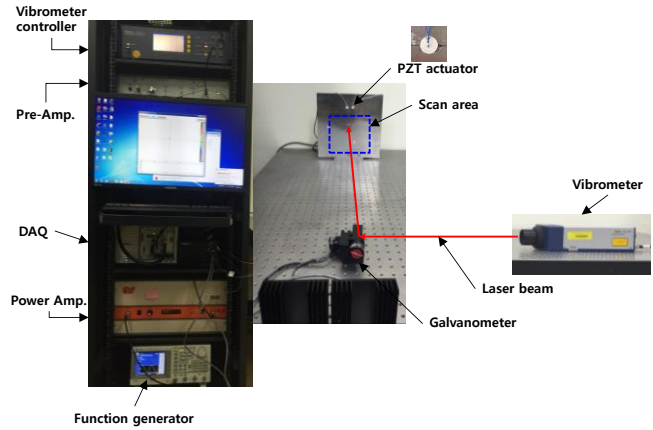 Vibrometer
controller
PZT actuator
Pre-Amp.
Scan area
Vibrometer
DAQ
Laser beam
Power Amp.
Galvanometer
Function generator